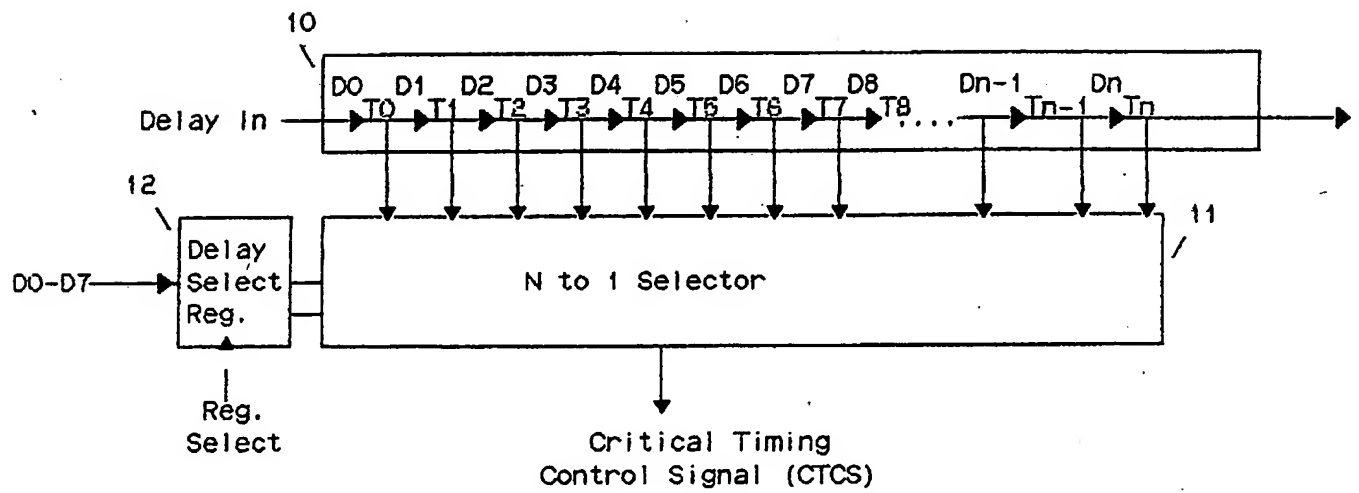 10
D0 D1 D2 D3 D4 D5 D6 D7 D8 Dn-1 Dn
Delay In T0 T1 T2 T3 T4 T5 T6 T7 T8 .... Tn-1 Tn
12
11
Delay
Select
Reg.
D0-D7
N to 1 Selector
Reg.
Select
Critical Timing
Control Signal (CTCS)